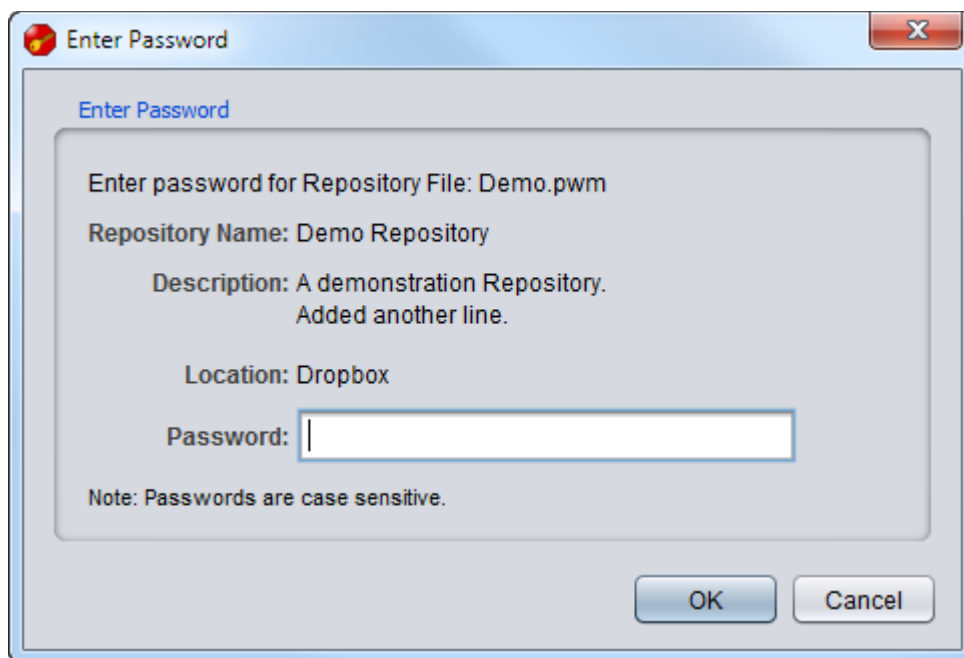 Enter Password
Enter Password
Enter password for Repository File: Demo.pwm
Repository Name: Demo Repository
Description: A demonstration Repository.
Added another line.
Location: Dropbox
Password:
Note: Passwords are case sensitive.
OK Cancel